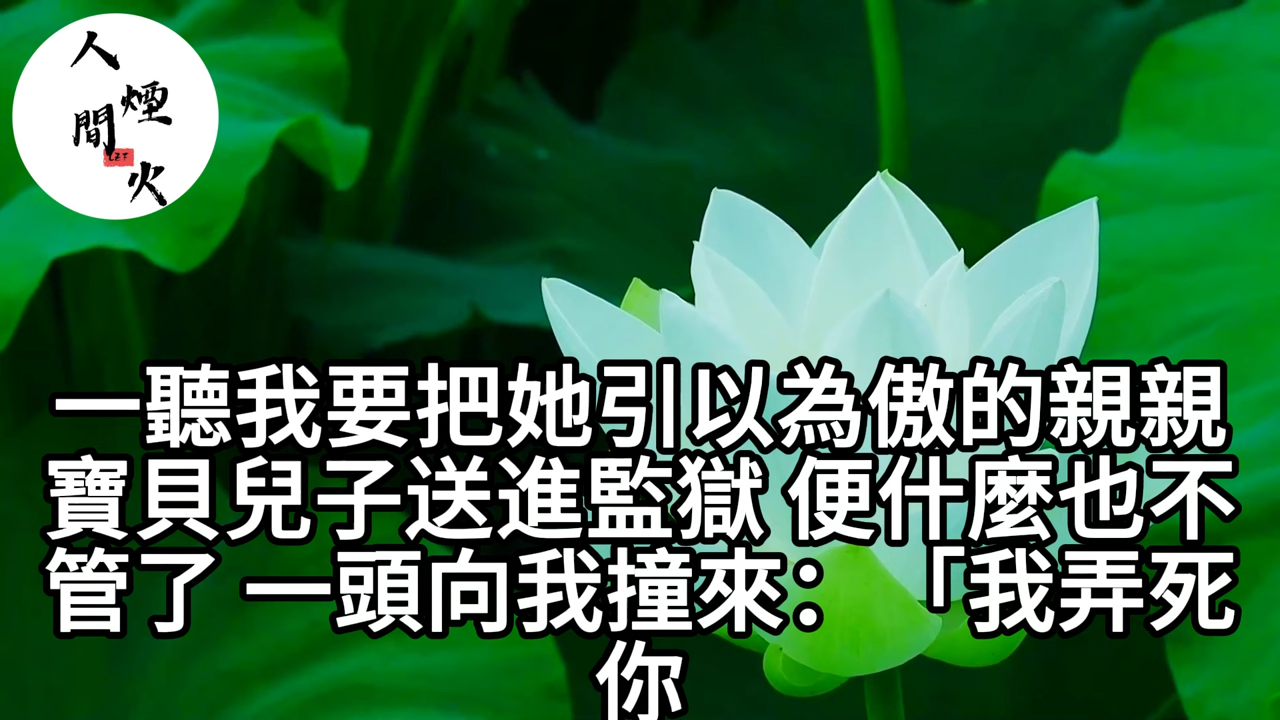 人間煙火
LZT
一聽我要把她引以為傲的親親
寶貝兒子送進監獄 便什麼也不
管了 一頭向我撞來：「我弄死
你